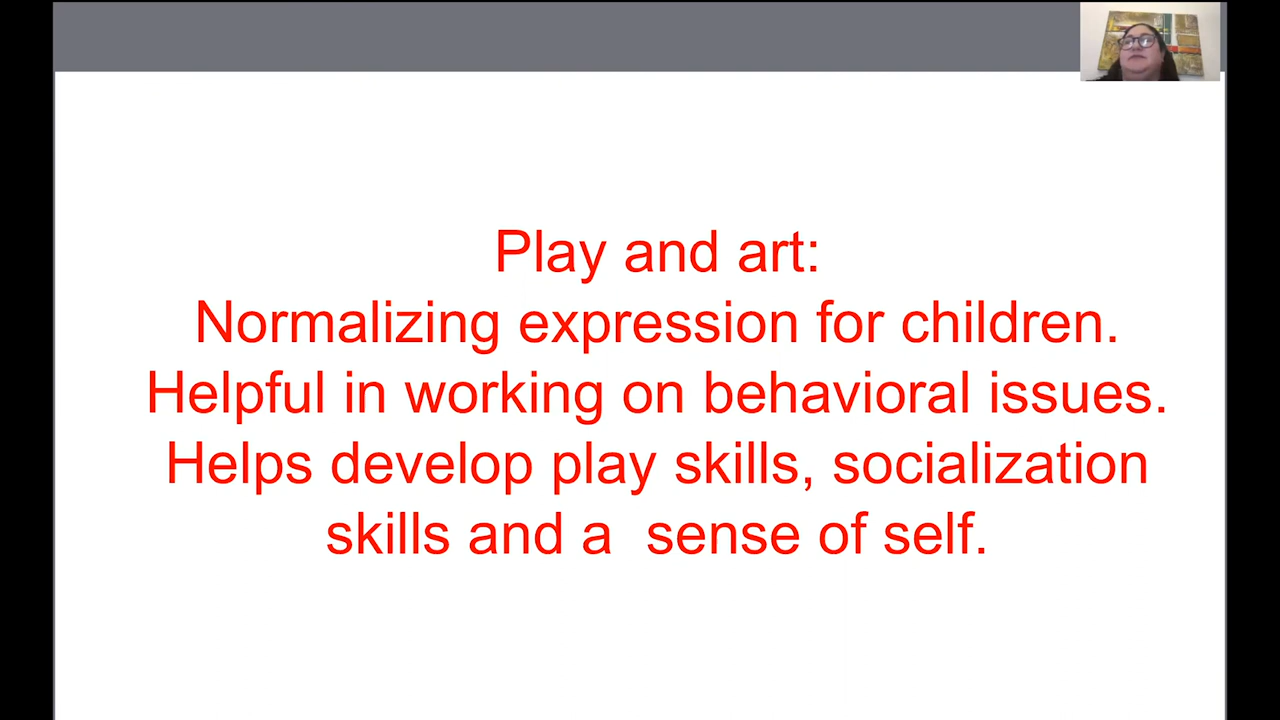 Play and art:
Normalizing expression for children.
Helpful in working on behavioral issues.
Helps develop play skills, socialization
skills and a  sense of self.